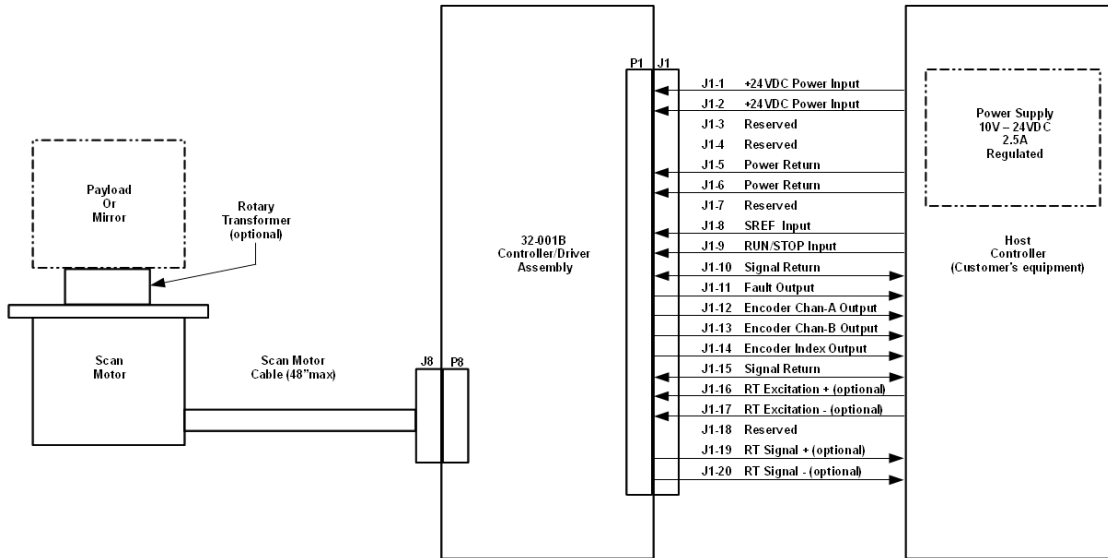 P1
J1
J1-1 +24VDC Power Input
J1-2 +24VDC Power Input
J1-3 Reserved
J1-4 Reserved
J1-5 Power Return
J1-6 Power Return
J1-7 Reserved
J1-8 SREF Input
J1-9 RUN/STOP Input
J1-10 Signal Return
J1-11 Fault Output
J1-12 Encoder Chan-A Output
J1-13 Encoder Chan-B Output
J1-14 Encoder Index Output
J1-15 Signal Return
J1-16 RT Excitation + (optional)
J1-17 RT Excitation - (optional)
J1-18 Reserved
J1-19 RT Signal + (optional)
J1-20 RT Signal - (optional)
Power Supply
10V – 24VDC
2.5A
Regulated
Host
Controller
(Customer's equipment)
Payload
Or
Mirror
Rotary
Transformer
(optional)
32-001B
Controller/Driver
Assembly
Scan
Motor
Scan Motor
Cable (48"max)
J8
P8